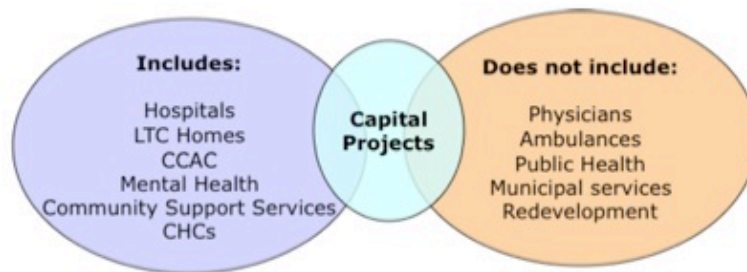 Includes:
Hospitals
LTC Homes
CCAC
Mental Health
Community Support Services
CHCs
Capital
Projects
Does not include:
Physicians
Ambulances
Public Health
Municipal services
Redevelopment